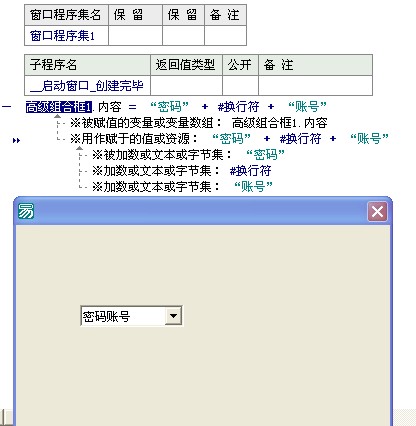 窗口程序集名 保 留 保 留 备 注
窗口程序集1
子程序名 返回值类型 公开 备 注
__启动窗口_创建完毕
高级组合框1.内容 = “密码” + #换行符 + “账号”
※被赋值的变量或变量数组: 高级组合框1.内容
※用作赋于的值或资源: “密码” + #换行符 + “账号”
※被加数或文本或字节集: “密码”
※加数或文本或字节集: #换行符
※加数或文本或字节集: “账号”
易
密码账号